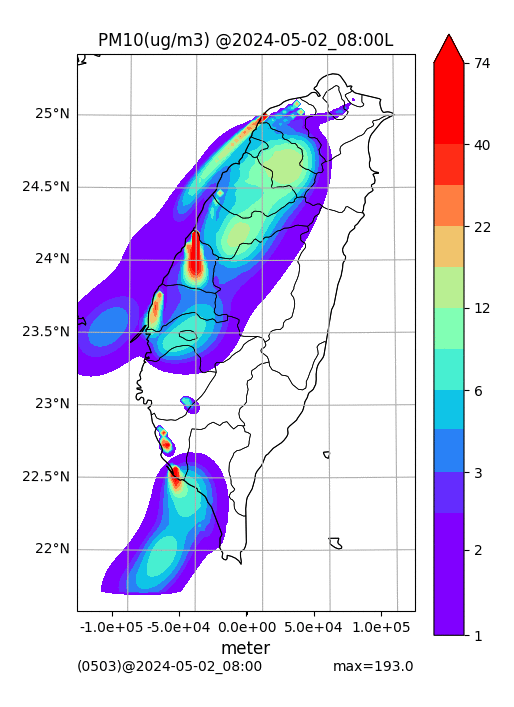 PM10(ug/m3) @2024-05-02_08:00L
74
40
22
12
6
3
2
1
25°N
24.5°N
24°N
23.5°N
23°N
22.5°N
22°N
-1.0e+05 -5.0e+04 0.0e+00 5.0e+04 1.0e+05
meter
(0503)@2024-05-02_08:00 max=193.0